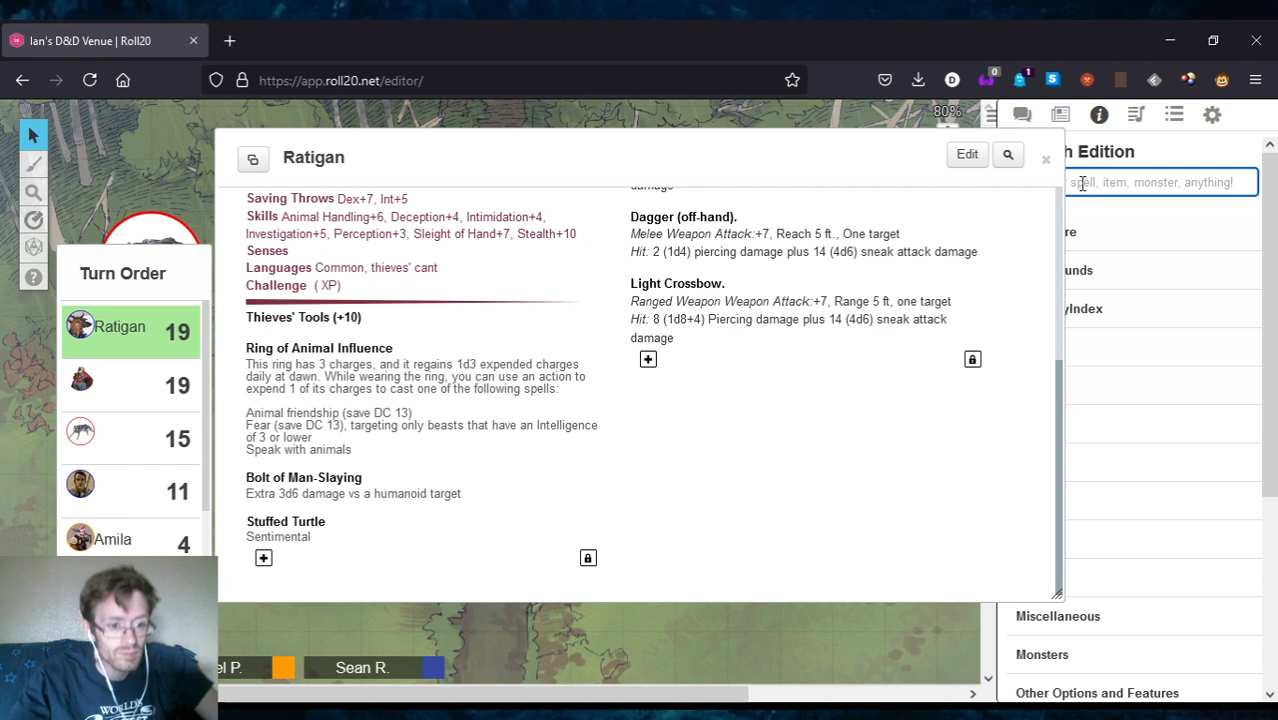 Ian's D&D Venue | Roll20
https://app.roll20.net/editor/
0
1
80%
Ratigan
Edit
h Edition
spell, item, monster, anything!
Saving Throws Dex+7, Int+5
Skills Animal Handling+6, Deception+4, Intimidation+4,
Investigation+5, Perception+3, Sleight of Hand+7, Stealth+10
Senses
Languages Common, thieves' cant
Challenge ( XP)
Thieves' Tools (+10)
Ring of Animal Influence
This ring has 3 charges, and it regains 1d3 expended charges
daily at dawn. While wearing the ring, you can use an action to
expend 1 of its charges to cast one of the following spells:
Animal friendship (save DC 13)
Fear (save DC 13), targeting only beasts that have an Intelligence
of 3 or lower
Speak with animals
Bolt of Man-Slaying
Extra 3d6 damage vs a humanoid target
Stuffed Turtle
Sentimental
damage
Dagger (off-hand).
Melee Weapon Attack:+7, Reach 5 ft., One target
Hit: 2 (1d4) piercing damage plus 14 (4d6) sneak attack damage
Light Crossbow.
Ranged Weapon Weapon Attack:+7, Range 5 ft, one target
Hit: 8 (1d8+4) Piercing damage plus 14 (4d6) sneak attack
damage
Turn Order
Ratigan 19
19
15
11
Amila 4
re
unds
yIndex
Miscellaneous
Monsters
Other Options and Features
el P.
Sean R.
WORLD'S